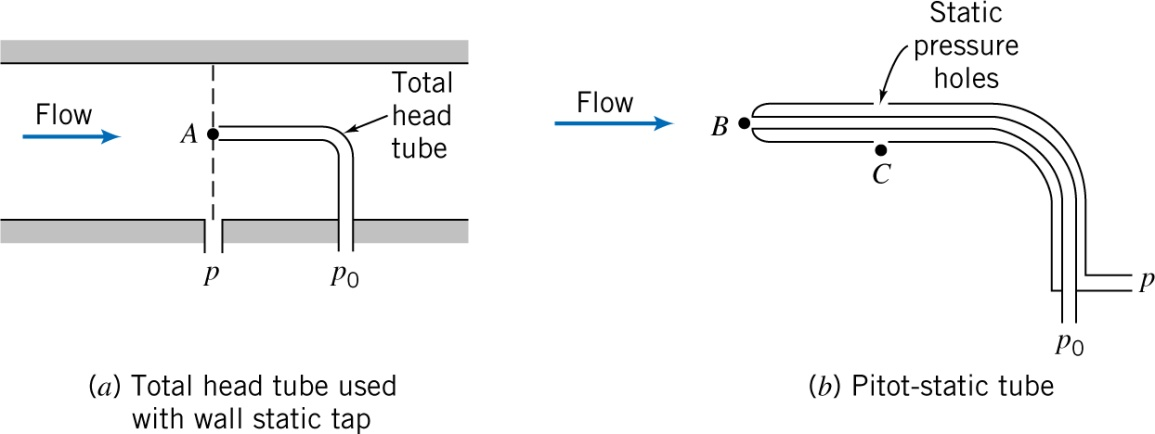 Flow
A
Total
head
tube
p
p0
(a) Total head tube used
with wall static tap
Static
pressure
holes
Flow
B
C
p
p0
(b) Pitot-static tube